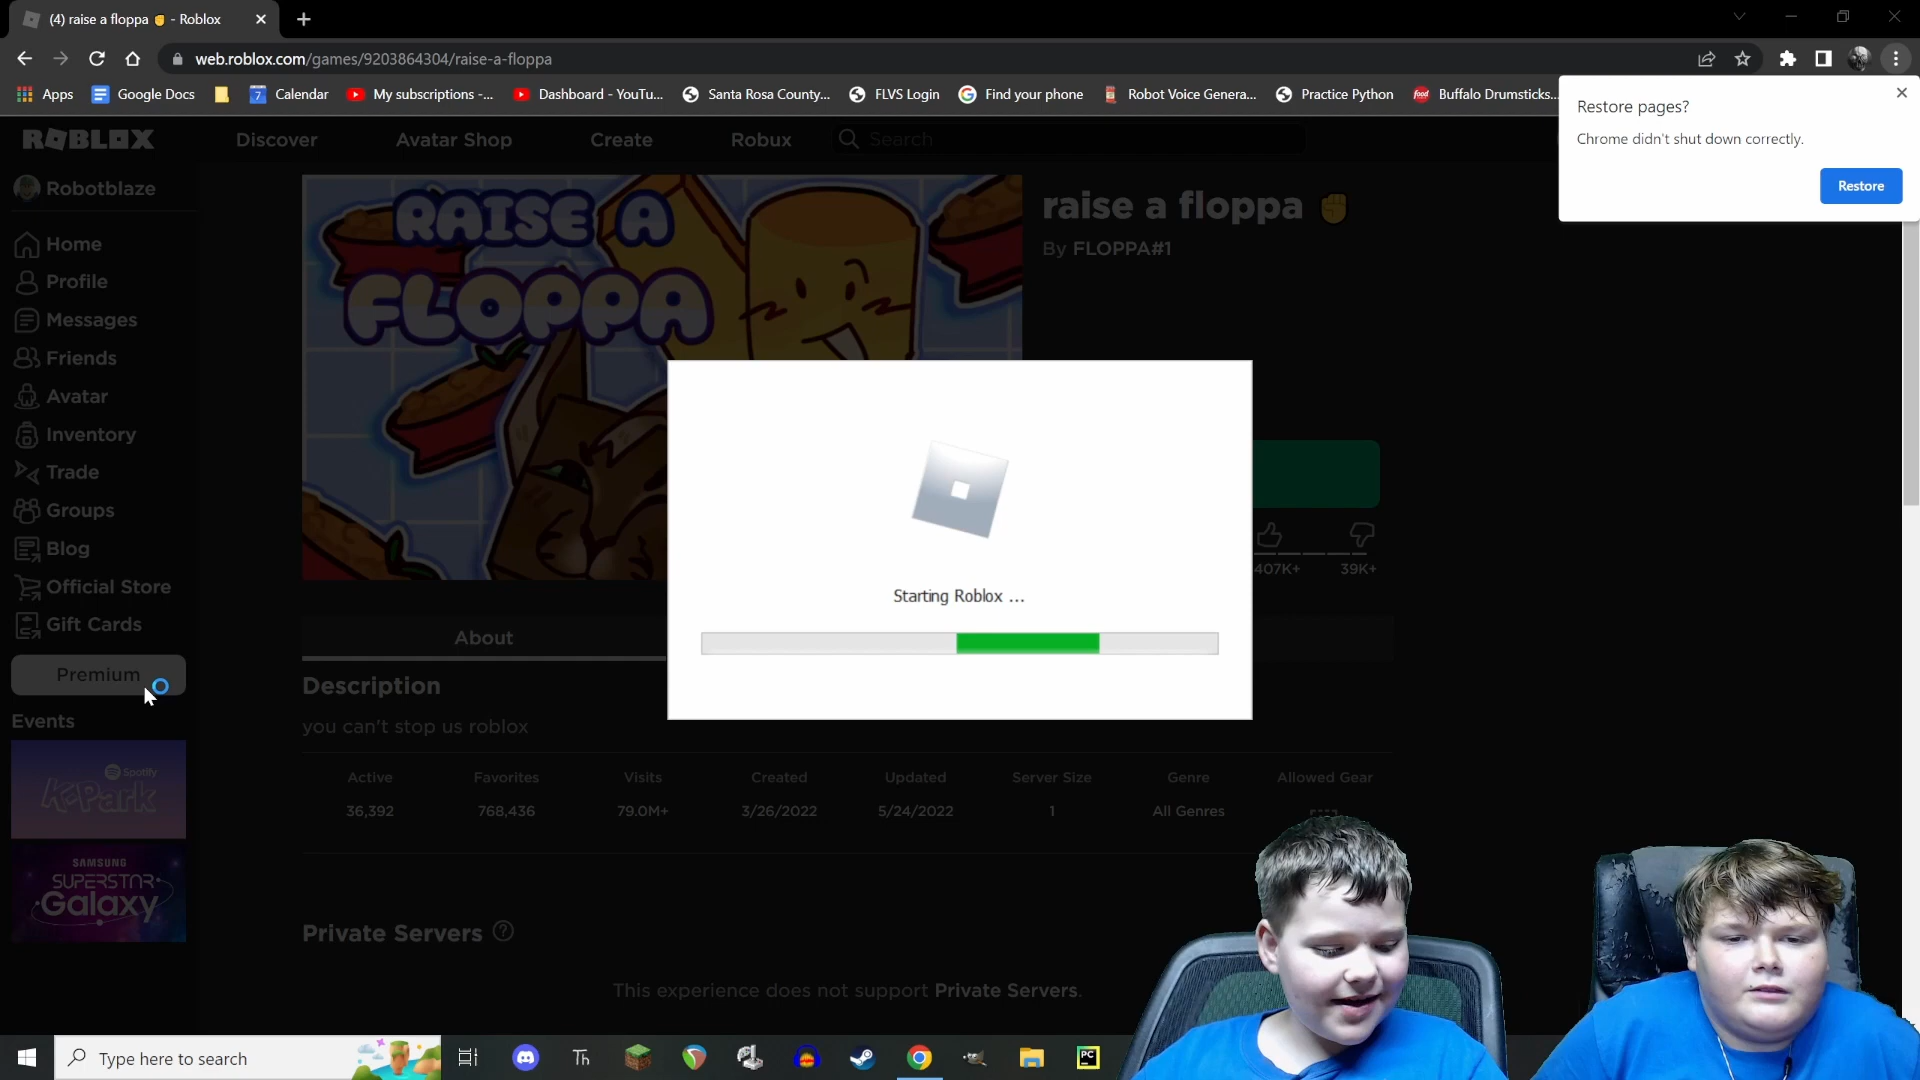 (4) raise a floppa ✊ - Roblox
web.roblox.com/games/9203864304/raise-a-floppa
Apps
Google Docs
7
Calendar
My subscriptions -...
Dashboard - YouTu...
Santa Rosa County...
FLVS Login
Find your phone
Robot Voice Genera...
Practice Python
food
Buffalo Drumsticks...
Restore pages?
Chrome didn't shut down correctly.
Restore
ROBLOX
Discover
Avatar Shop
Create
Robux
Search
Robotblaze
Home
Profile
Messages
Friends
Avatar
Inventory
Trade
Groups
Blog
Official Store
Gift Cards
Premium
Events
Spotify
SAMSUNG
SUPERSTAR
Galaxy
RAISE A
FLOPPA
raise a floppa ✊
By FLOPPA#1
407K+
39K+
Starting Roblox ...
About
Description
you can't stop us roblox
Active Favorites Visits Created Updated Server Size Genre Allowed Gear
36,392 768,436 79.0M+ 3/26/2022 5/24/2022 1 All Genres
Private Servers ?
This experience does not support Private Servers.
Type here to search
Th
PC